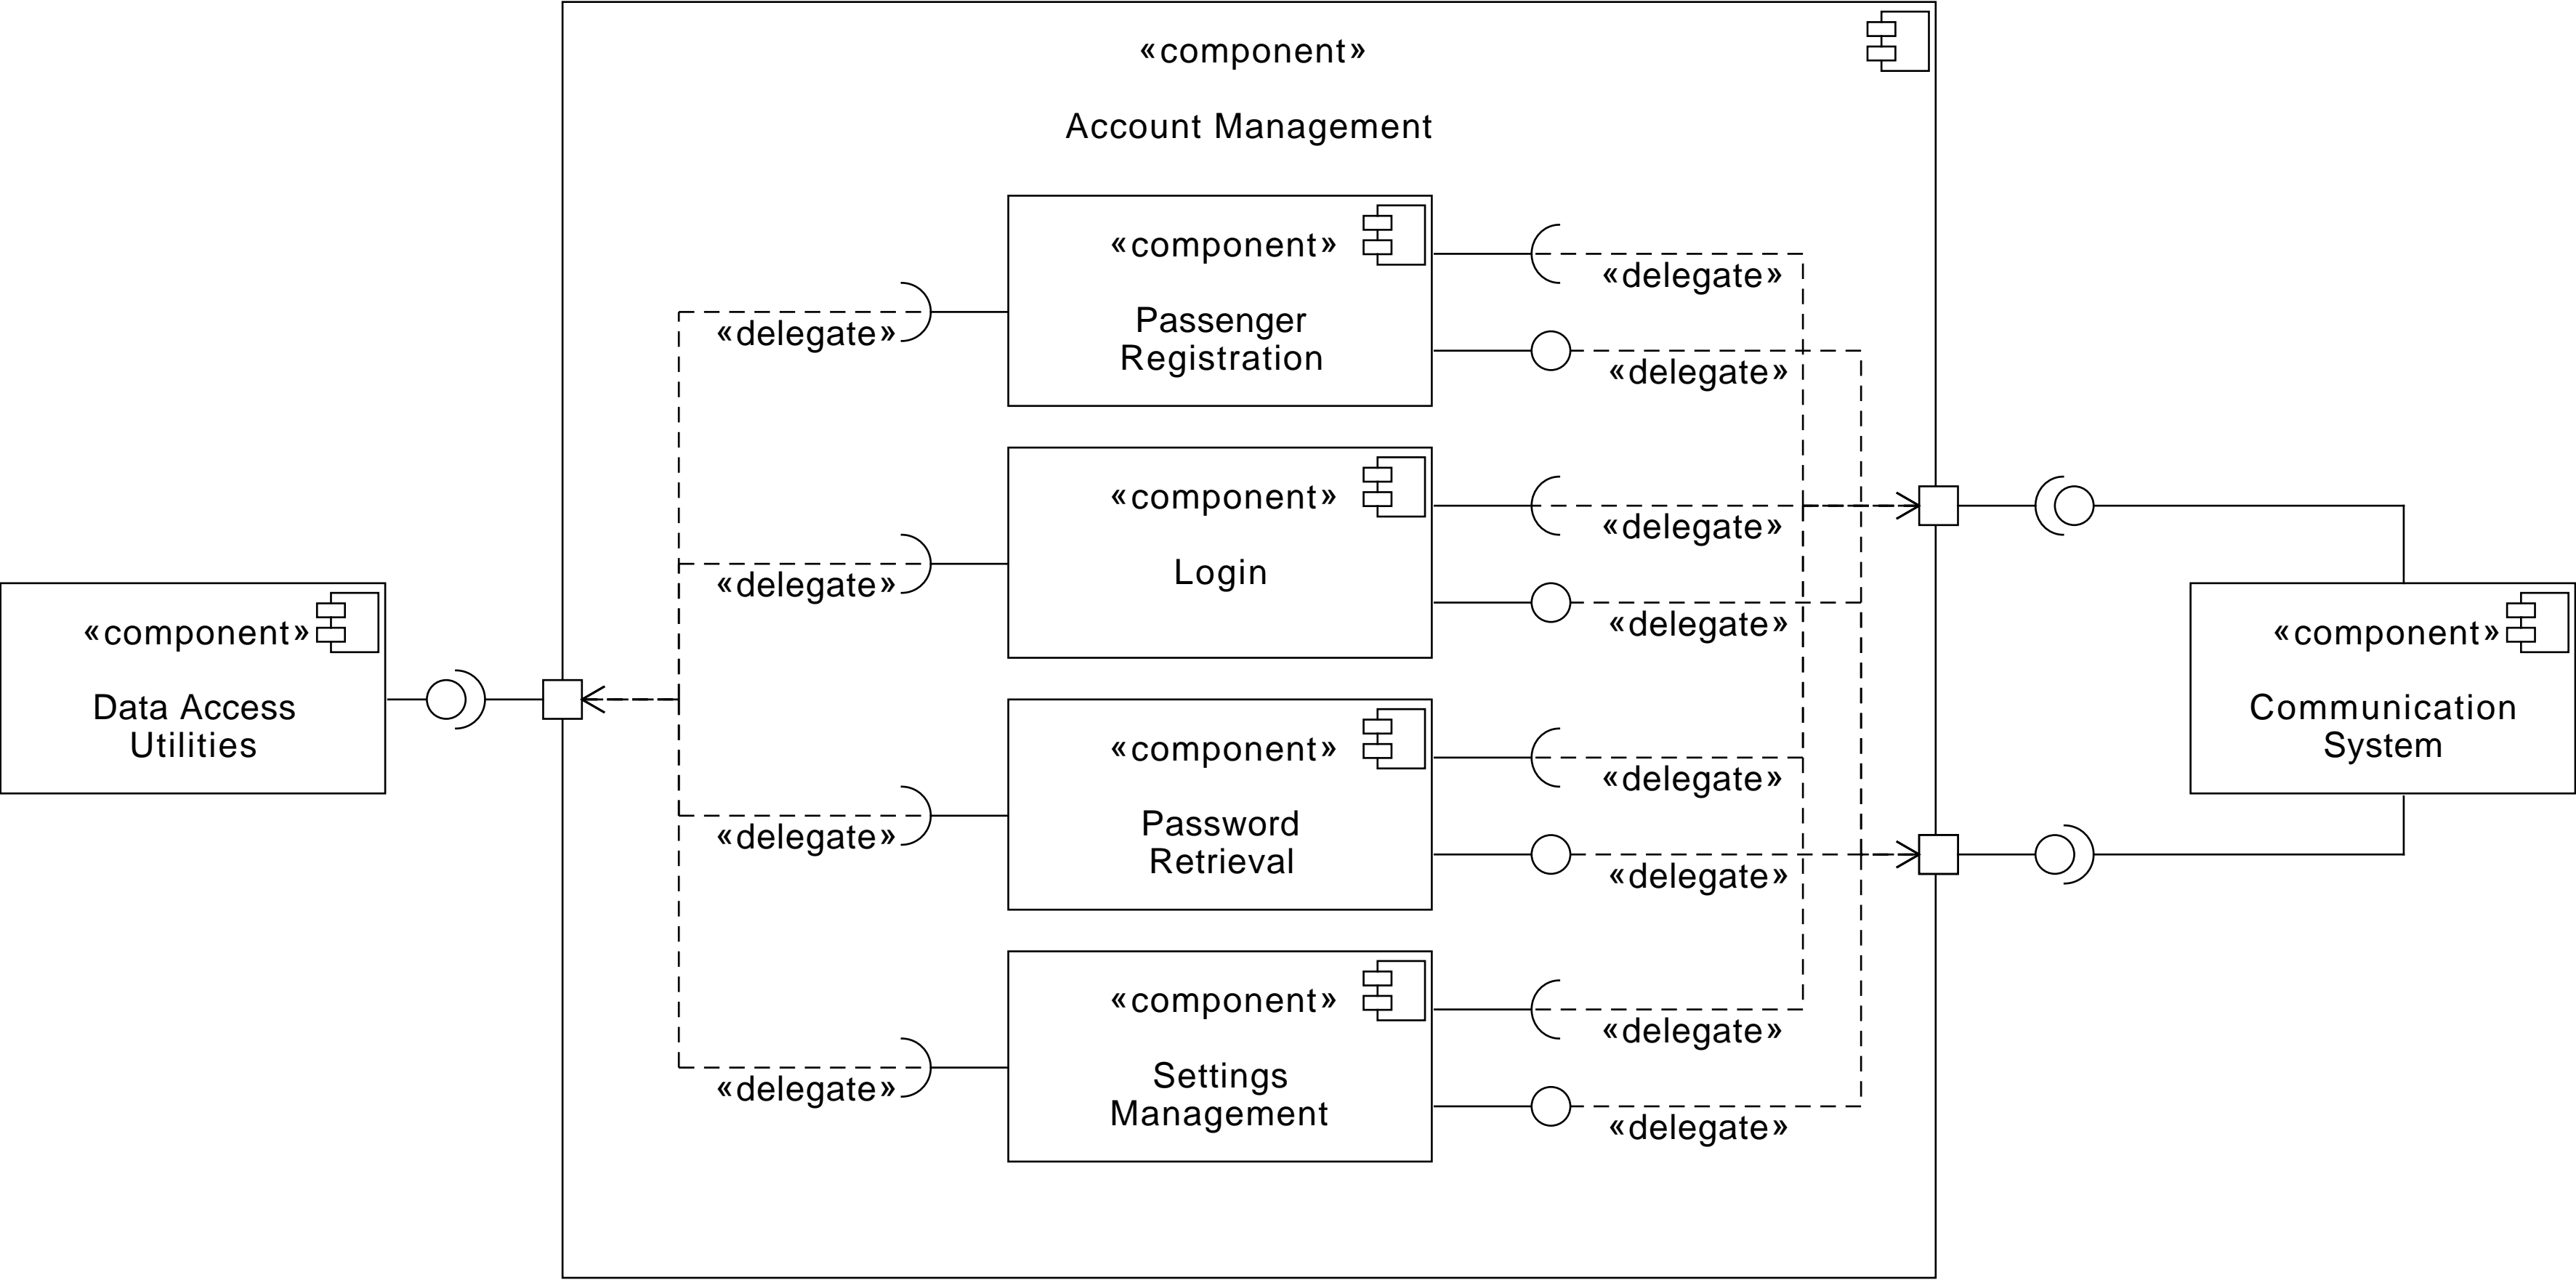 «component»
Account Management
«component»
Passenger
Registration
«delegate»
«delegate»
«delegate»
«component»
Login
«delegate»
«delegate»
«delegate»
«component»
Data Access
Utilities
«component»
Communication
System
«component»
Password
Retrieval
«delegate»
«delegate»
«delegate»
«component»
Settings
Management
«delegate»
«delegate»
«delegate»